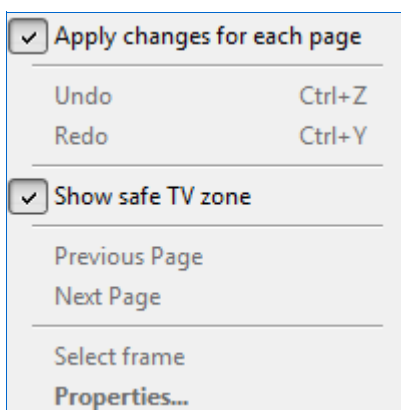 Apply changes for each page
Undo Ctrl+Z
Redo Ctrl+Y
Show safe TV zone
Previous Page
Next Page
Select frame
Properties...